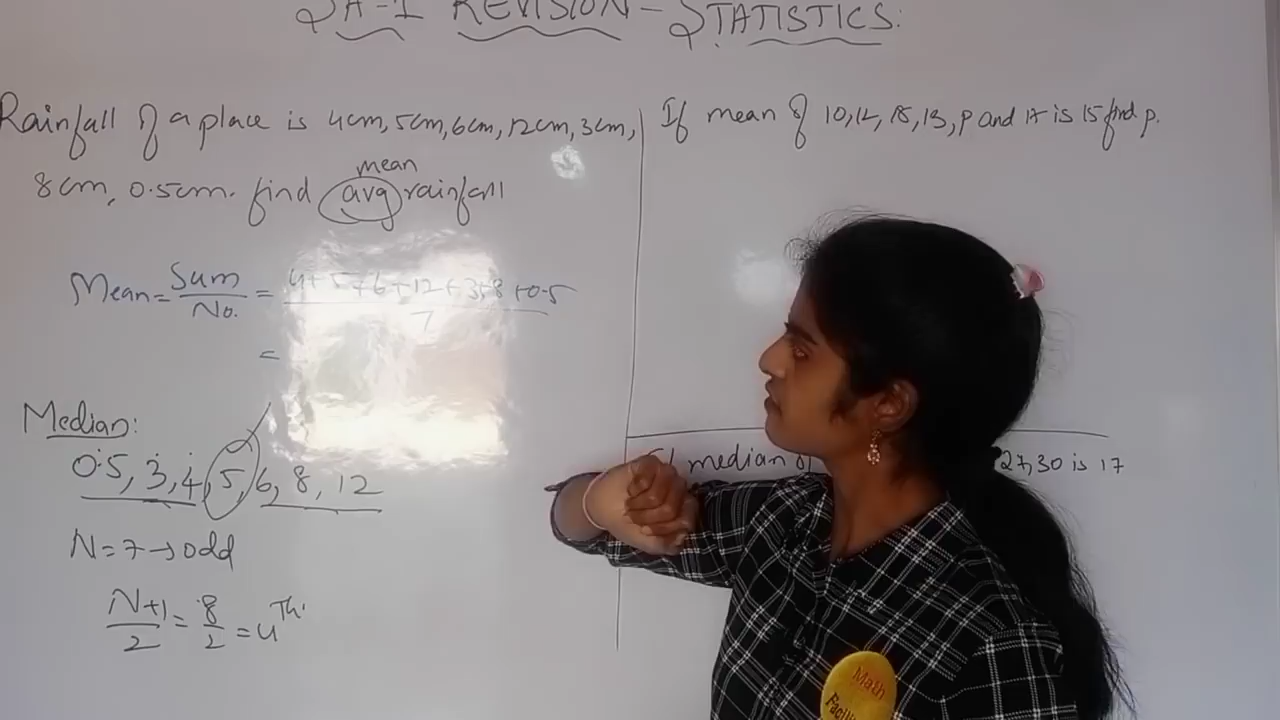 SA-1 REVISION - STATISTICS:
Rainfall of a place is 4cm, 5cm, 6cm, 12cm, 3cm,
8cm, 0.5cm. find avg rainfall
mean
Mean = Sum / No. = 4+5+6+12+3+8+0.5 / 7
=
Median:
0.5, 3, 4, 5, 6, 8, 12
N = 7 → odd
N+1 / 2 = 8 / 2 = 4Th
If mean of 10, 12, 18, 13, p and 17 is 15 find p.
If median of
27, 30 is 17
Math